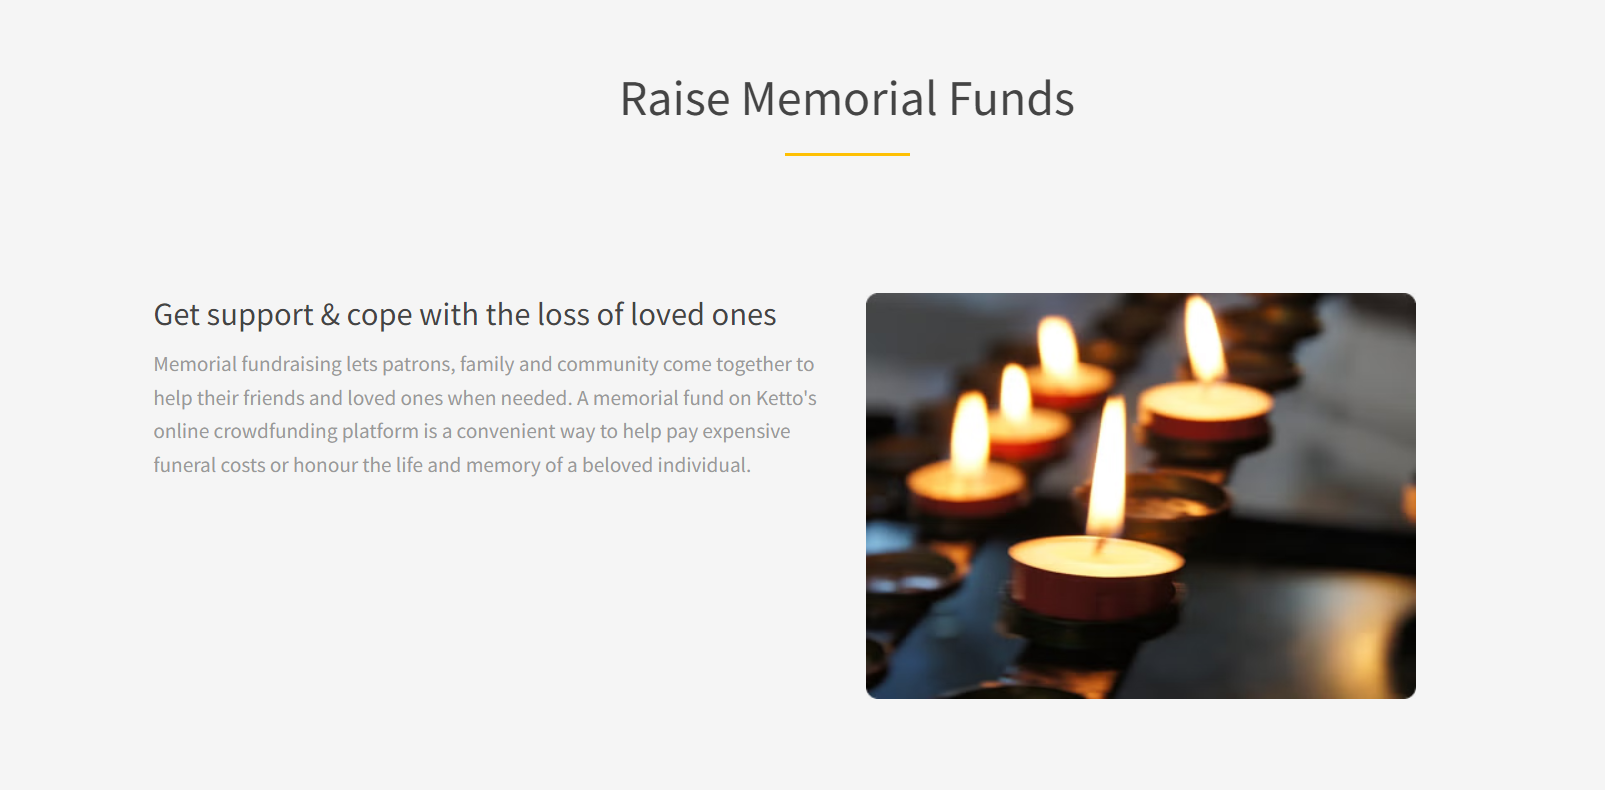 Raise Memorial Funds
Get support & cope with the loss of loved ones
Memorial fundraising lets patrons, family and community come together to
help their friends and loved ones when needed. A memorial fund on Ketto's
online crowdfunding platform is a convenient way to help pay expensive
funeral costs or honour the life and memory of a beloved individual.